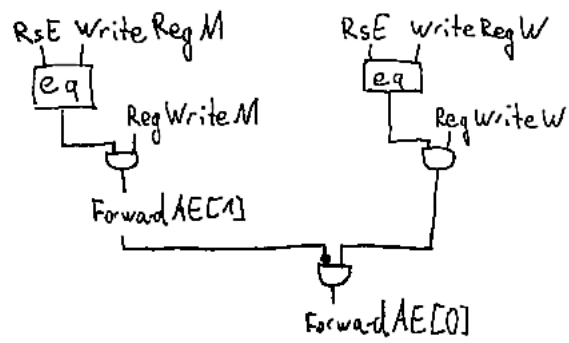 RsE WriteRegM
RsE WriteRegW
eq
eq
RegWriteM
RegWriteW
ForwardAE[1]
ForwardAE[0]